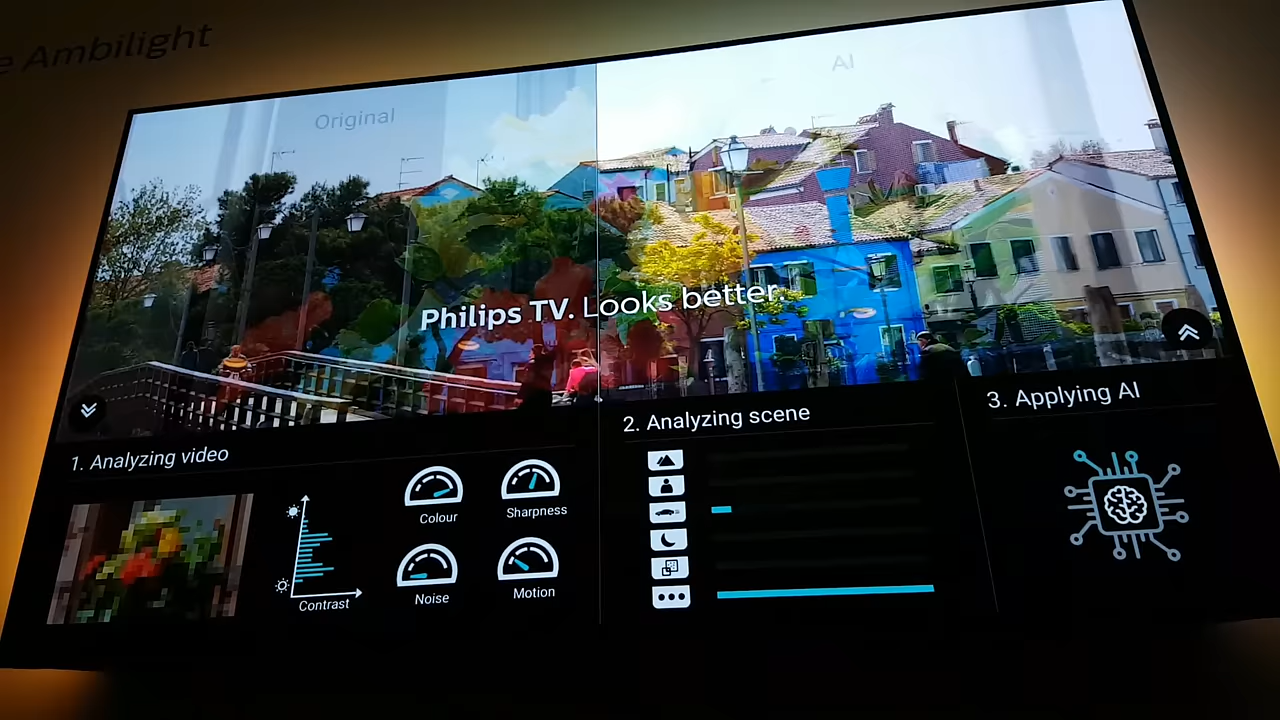 e Ambilight
Original
AI
Philips TV. Looks better.
1. Analyzing video
Colour
Sharpness
Noise
Motion
Contrast
2. Analyzing scene
3. Applying AI